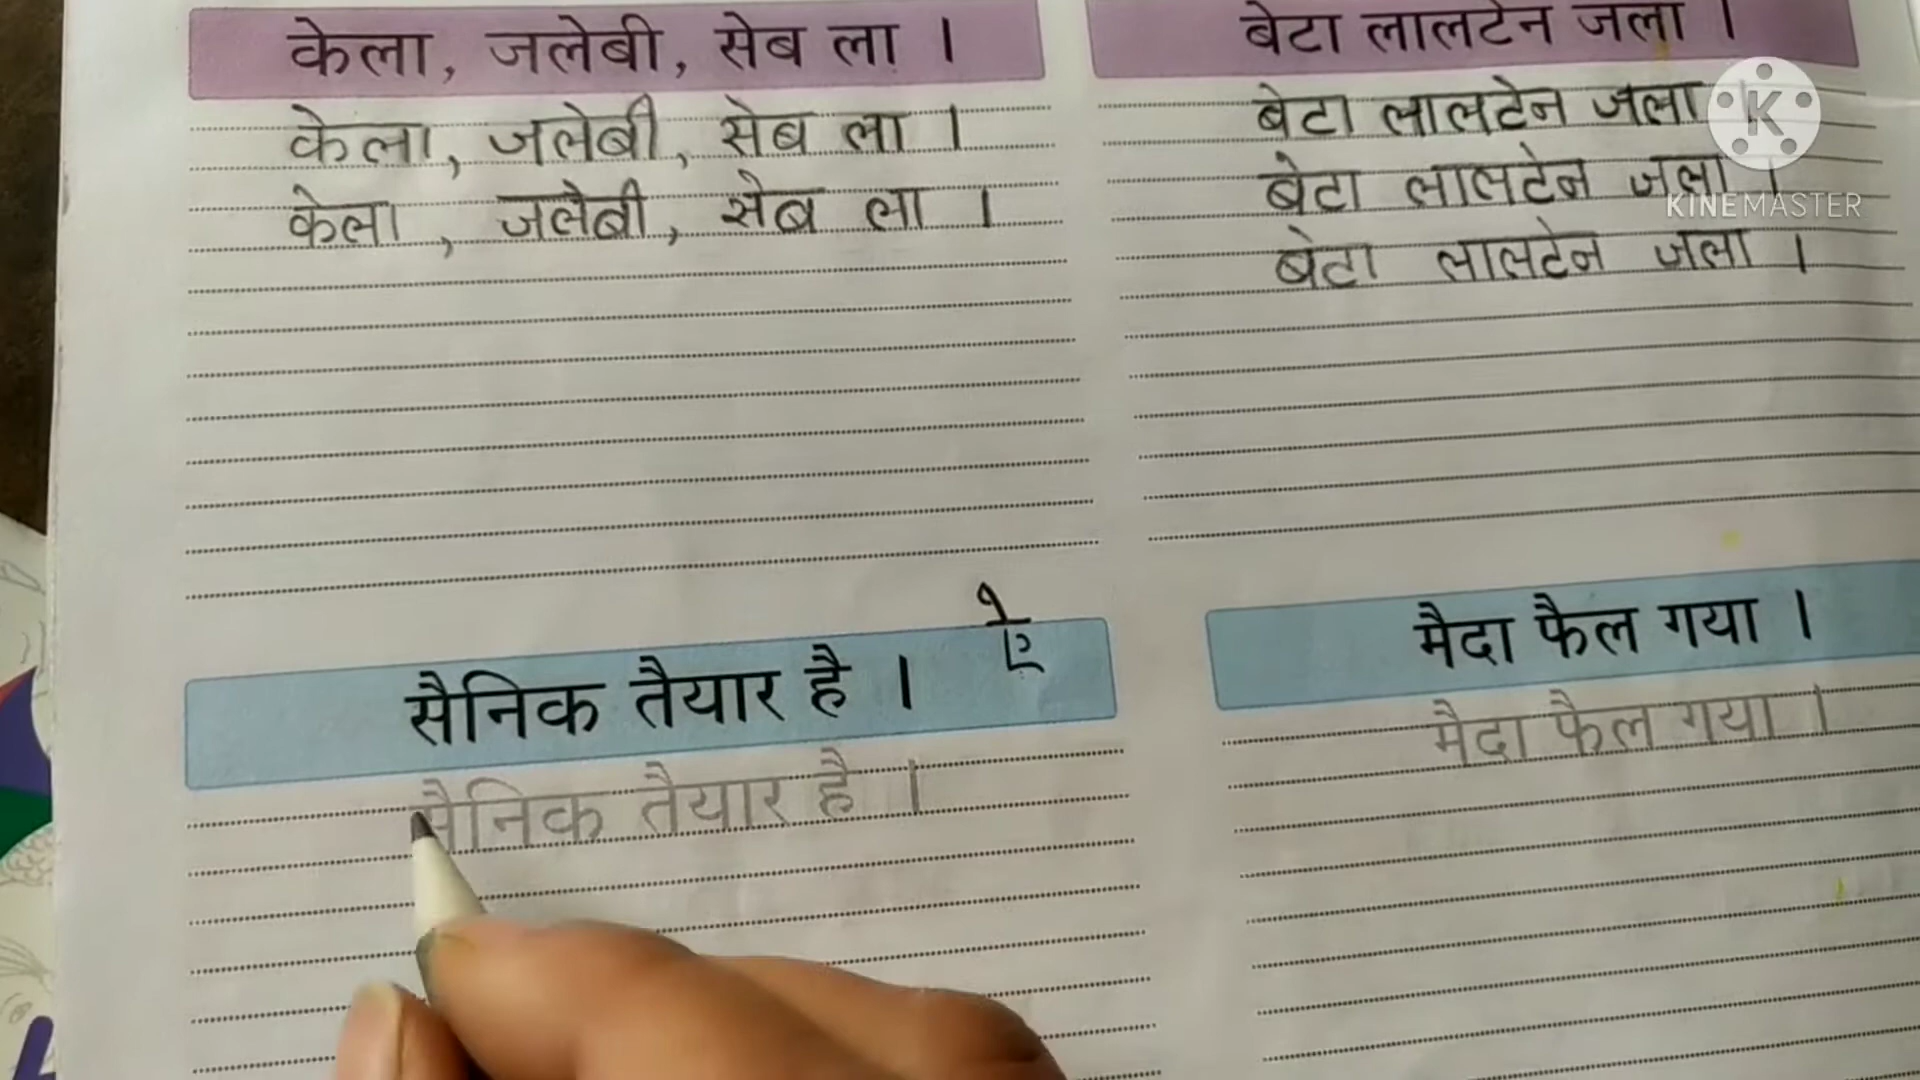 केला, जलेबी, सेब ला ।
केला, जलेबी, सेब ला ।
केला, जलेबी, सेब ला ।
बेटा लालटेन जला ।
बेटा लालटेन जला ।
बेटा लालटेन जला ।
बेटा लालटेन जला ।
K
KINEMASTER
सैनिक तैयार है ।
सैनिक तैयार है ।
मैदा फैल गया ।
मैदा फैल गया ।